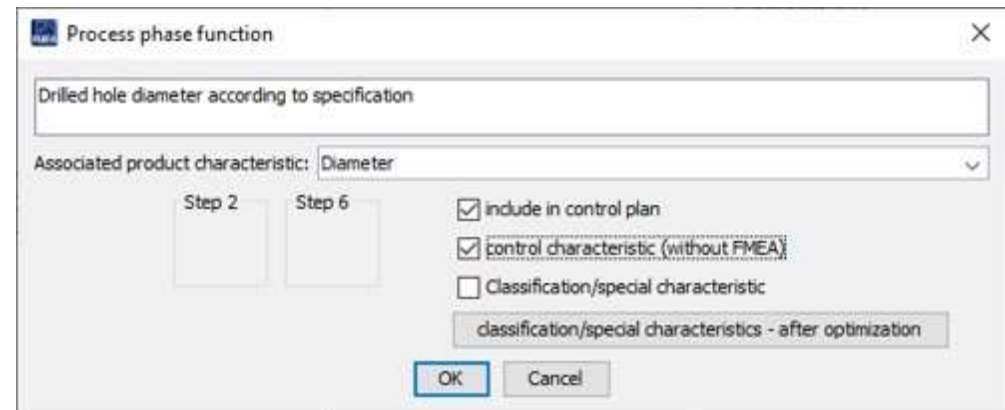 Process phase function
Drilled hole diameter according to specification
Associated product characteristic: Diameter
Step 2 Step 6
include in control plan
control characteristic (without FMEA)
Classification/special characteristic
classification/special characteristics - after optimization
OK Cancel